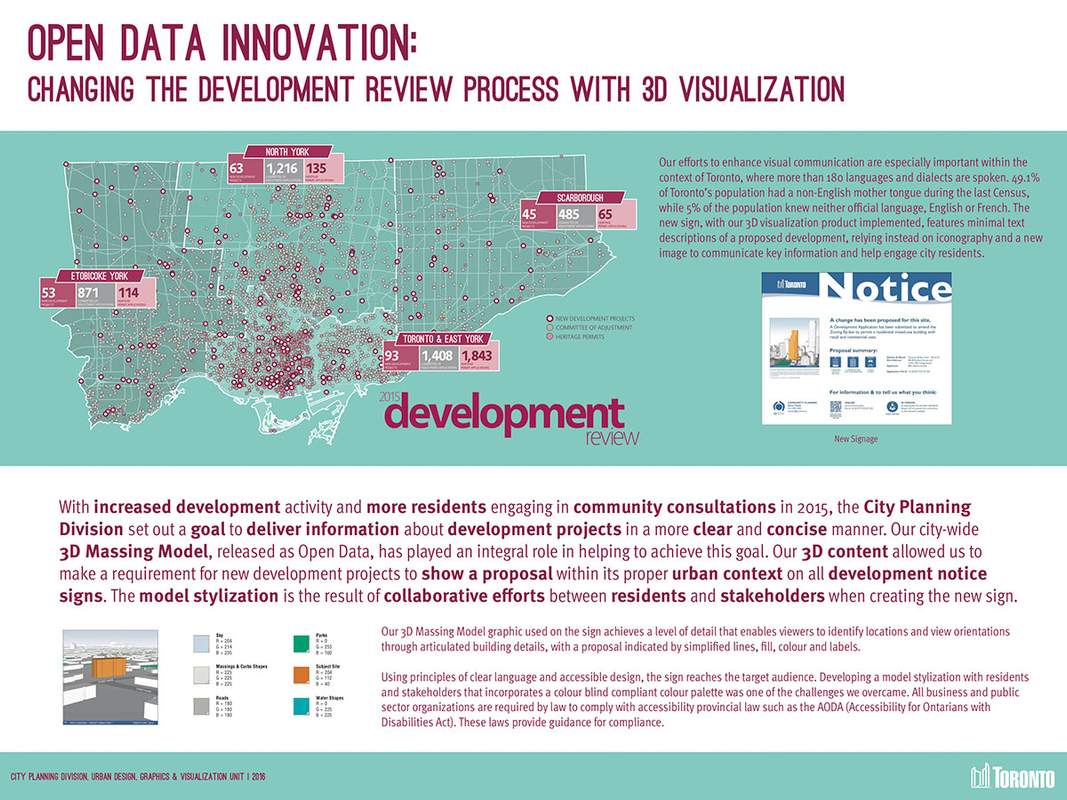 OPEN DATA INNOVATION:
CHANGING THE DEVELOPMENT REVIEW PROCESS WITH 3D VISUALIZATION
NORTH YORK
63 1,216 135
SCARBOROUGH
45 485 65
ETOBICOKE YORK
53 871 114
TORONTO & EAST YORK
93 1,408 1,843
NEW DEVELOPMENT PROJECTS
COMMITTEE OF ADJUSTMENT
HERITAGE PERMITS
2015
development
review
Our efforts to enhance visual communication are especially important within the
context of Toronto, where more than 180 languages and dialects are spoken. 49.1%
of Toronto's population had a non-English mother tongue during the last Census,
while 5% of the population knew neither official language, English or French. The
new sign, with our 3D visualization product implemented, features minimal text
descriptions of a proposed development, relying instead on iconography and a new
image to communicate key information and help engage city residents.
TORONTO
Notice
A change has been proposed for this site.
Proposal summary:
For information & to tell us what you think:
New Signage
With increased development activity and more residents engaging in community consultations in 2015, the City Planning
Division set out a goal to deliver information about development projects in a more clear and concise manner. Our city-wide
3D Massing Model, released as Open Data, has played an integral role in helping to achieve this goal. Our 3D content allowed us to
make a requirement for new development projects to show a proposal within its proper urban context on all development notice
signs. The model stylization is the result of collaborative efforts between residents and stakeholders when creating the new sign.
Sky
R = 204
G = 214
B = 235
Massings & Curbs Shapes
R = 225
G = 225
B = 225
Roads
R = 180
G = 180
B = 180
Parks
R = 0
B = 100
Subject Site
R = 204
G = 112
B = 40
Water Shapes
R = 0
G = 225
B = 225
Our 3D Massing Model graphic used on the sign achieves a level of detail that enables viewers to identify locations and view orientations
through articulated building details, with a proposal indicated by simplified lines, fill, colour and labels.
Using principles of clear language and accessible design, the sign reaches the target audience. Developing a model stylization with residents
and stakeholders that incorporates a colour blind compliant colour palette was one of the challenges we overcame. All business and public
sector organizations are required by law to comply with accessibility provincial law such as the AODA (Accessibility for Ontarians with
Disabilities Act). These laws provide guidance for compliance.
CITY PLANNING DIVISION, URBAN DESIGN, GRAPHICS & VISUALIZATION UNIT | 2016
TORONTO